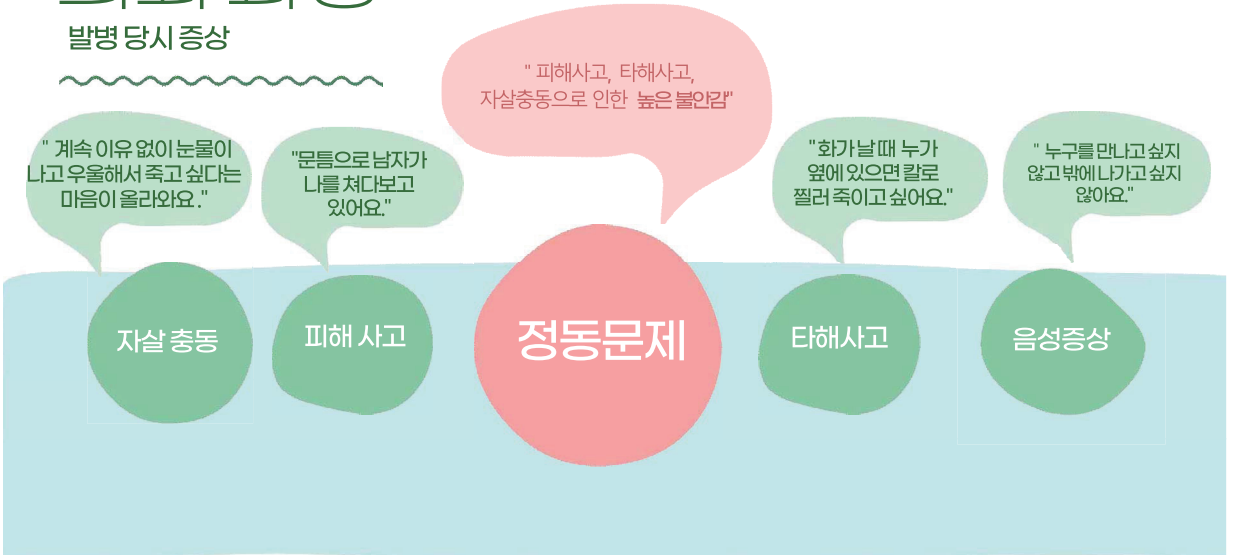 발병 당시 증상
" 피해사고, 타해사고,
자살충동으로 인한 높은 불안감"
" 계속 이유 없이 눈물이
나고 우울해서 죽고 싶다는
마음이 올라와요 ."
"문틈으로 남자가
나를 쳐다보고
있어요."
"화가 날 때 누가
옆에 있으면 칼로
찔러 죽이고 싶어요."
" 누구를 만나고 싶지
않고 밖에 나가고 싶지
않아요."
자살 충동
피해 사고
정동문제
타해사고
음성증상